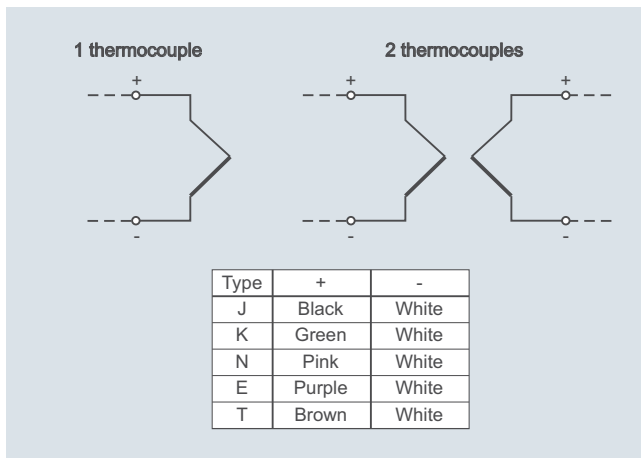 1 thermocouple 2 thermocouples
+ + +
- - -
Type + -
J Black White
K Green White
N Pink White
E Purple White
T Brown White